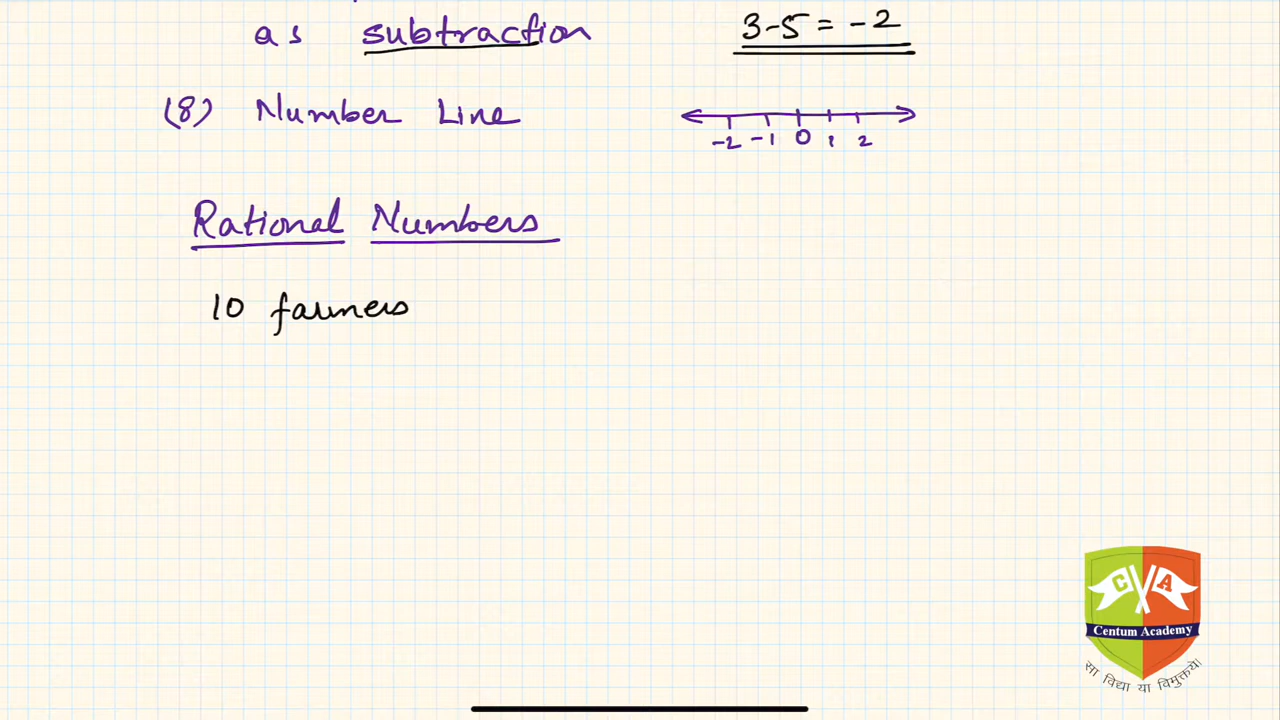 as subtraction
3-5 = -2
(8) Number Line
-2 -1 0 1 2
Rational Numbers
10 farmers
C A
Centum Academy
सा विद्या या विमुक्तये।